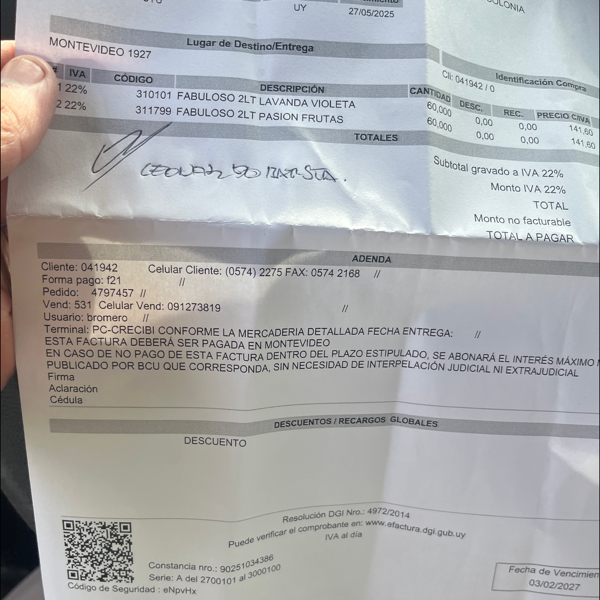 UY
27/05/2025
COLONIA
MONTEVIDEO 1927
Lugar de Destino/Entrega
Cli: 041942 / 0
Identificación Compra
IVA CÓDIGO DESCRIPCIÓN CANTIDAD DESC. REC. PRECIO C/IVA
1 22% 310101 FABULOSO 2LT LAVANDA VIOLETA 60,000 0,00 0,00 141,60
2 22% 311799 FABULOSO 2LT PASION FRUTAS 60,000 0,00 0,00 141,60
TOTALES
Subtotal gravado a IVA 22%
Monto IVA 22%
TOTAL
Monto no facturable
TOTAL A PAGAR
ADENDA
Cliente: 041942 Celular Cliente: (0574) 2275 FAX: 0574 2168 //
Forma pago: f21 //
Pedido: 4797457 //
Vend: 531 Celular Vend: 091273819 //
Usuario: bromero //
Terminal: PC-CRECIBI CONFORME LA MERCADERIA DETALLADA FECHA ENTREGA: //
ESTA FACTURA DEBERÁ SER PAGADA EN MONTEVIDEO
EN CASO DE NO PAGO DE ESTA FACTURA DENTRO DEL PLAZO ESTIPULADO, SE ABONARÁ EL INTERÉS MÁXIMO
PUBLICADO POR BCU QUE CORRESPONDA, SIN NECESIDAD DE INTERPELACIÓN JUDICIAL NI EXTRAJUDICIAL
Firma
Aclaración
Cédula
DESCUENTOS / RECARGOS GLOBALES
DESCUENTO
Resolución DGI Nro.: 4972/2014
Puede verificar el comprobante en: www.efactura.dgi.gub.uy
IVA al día
Constancia nro.: 90251034386
Serie: A del 2700101 al 3000100
Código de Seguridad : eNpvHx
Fecha de Vencimien
03/02/2027